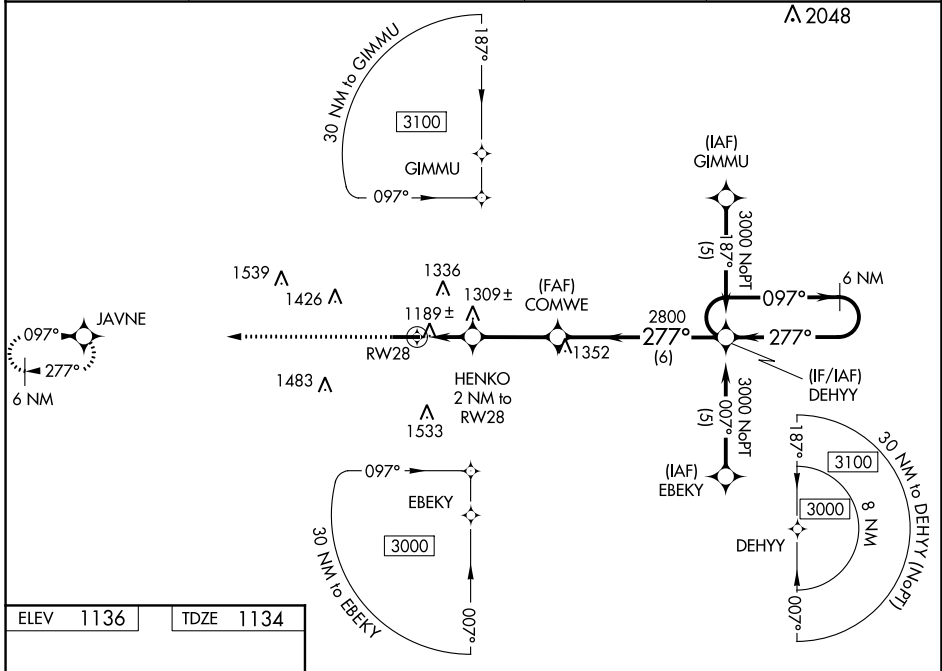 2048
30 NM to GIMMU
187°
3100
GIMMU
097°
(IAF)
GIMMU
3000 NoPT
187°
(5)
6 NM
097°
277°
1539
1426
1336
1309±
1189±
(FAF)
COMWE
2800
277°
(6)
1352
097°
JAVNE
277°
6 NM
RW28
HENKO
2 NM to
RW28
1483
1533
(IF/IAF)
DEHYY
3000 NoPT
007°
(5)
(IAF)
EBEKY
097°
EBEKY
3000
30 NM to EBEKY
007°
187°
3100
3000
8 NM
30 NM to DEHYY (NoPT)
DEHYY
007°
ELEV 1136
TDZE 1134